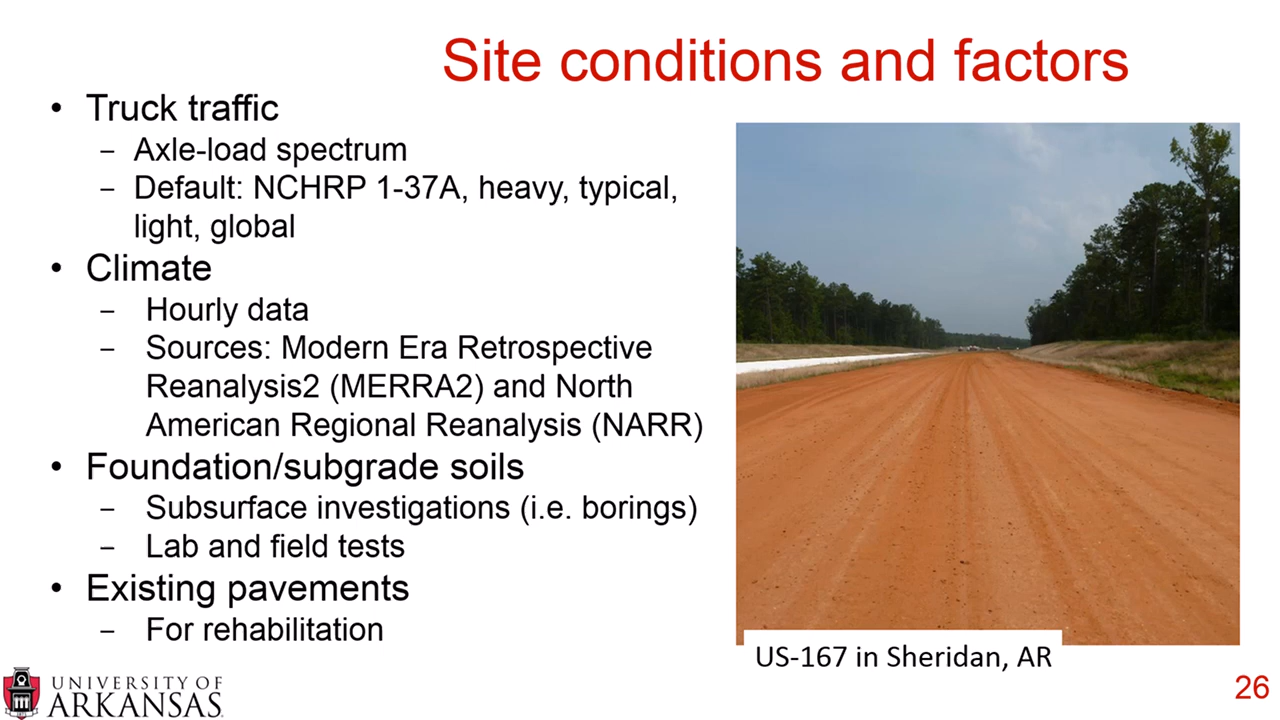 Site conditions and factors
• Truck traffic
– Axle-load spectrum
– Default: NCHRP 1-37A, heavy, typical,
light, global
• Climate
– Hourly data
– Sources: Modern Era Retrospective
Reanalysis2 (MERRA2) and North
American Regional Reanalysis (NARR)
• Foundation/subgrade soils
– Subsurface investigations (i.e. borings)
– Lab and field tests
• Existing pavements
– For rehabilitation
US-167 in Sheridan, AR
UNIVERSITY OF
ARKANSAS
26